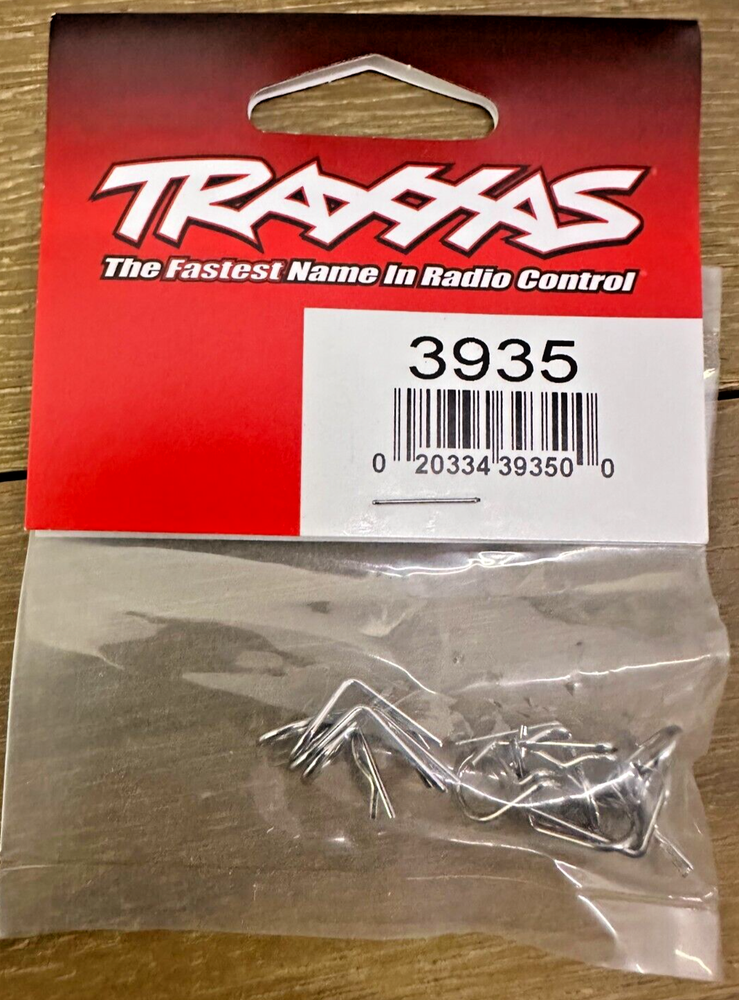 TRAXXAS
The Fastest Name In Radio Control
3935
0 20334 39350 0